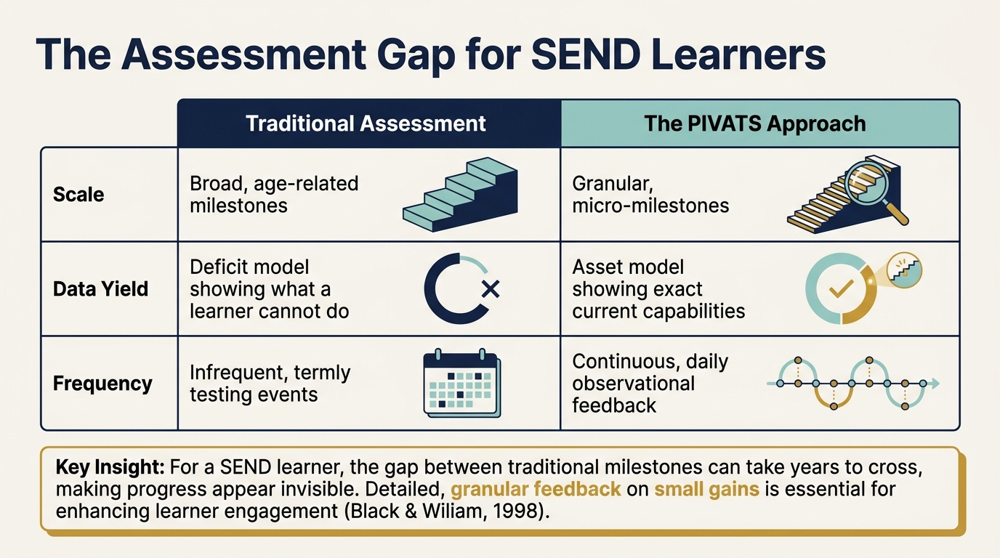 The Assessment Gap for SEND Learners
Traditional Assessment
The PIVATS Approach
Scale
Broad, age-related
milestones
Granular,
micro-milestones
Data Yield
Deficit model
showing what a
learner cannot do
Asset model
showing exact
current capabilities
Frequency
Infrequent, termly
testing events
Continuous, daily
observational
feedback
Key Insight: For a SEND learner, the gap between traditional milestones can take years to cross,
making progress appear invisible. Detailed, granular feedback on small gains is essential for
enhancing learner engagement (Black & Wiliam, 1998).